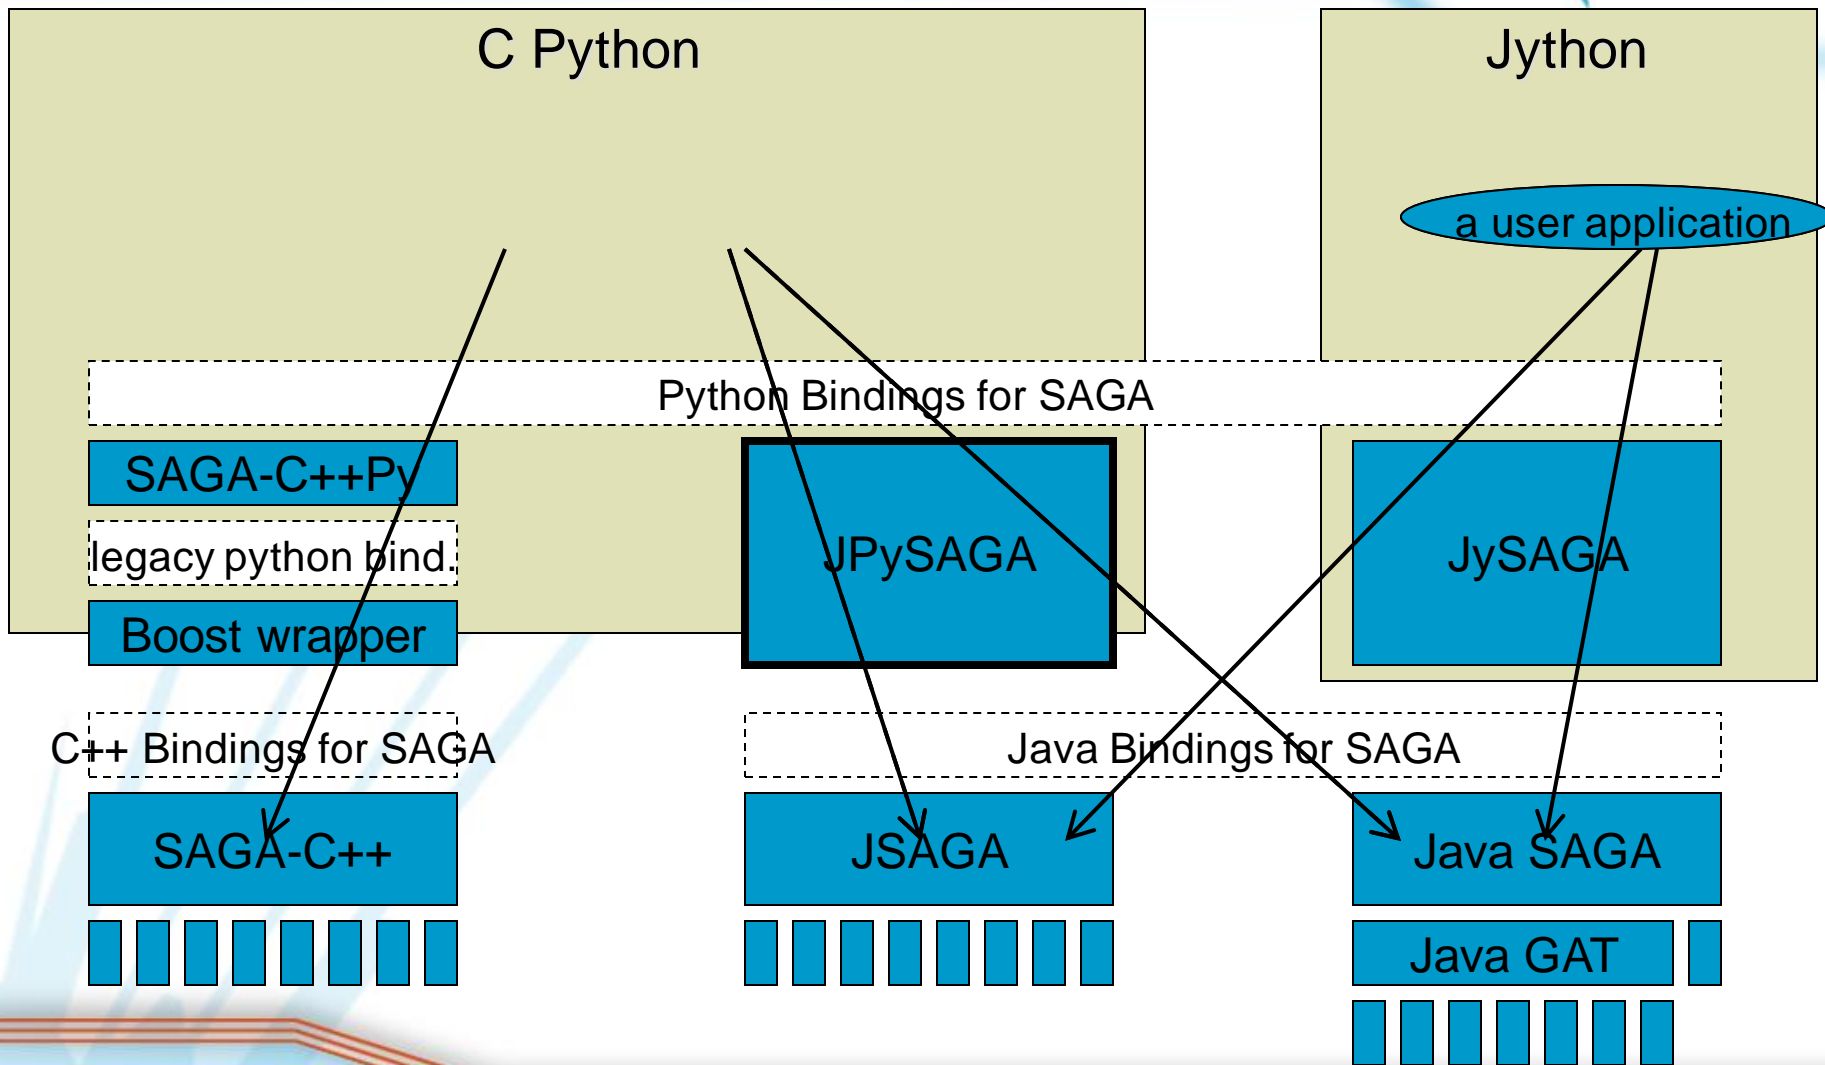 C Python
Jython
a user application
Python Bindings for SAGA
SAGA-C++Py
legacy python bind.
Boost wrapper
JPySAGA
JySAGA
C++ Bindings for SAGA
Java Bindings for SAGA
SAGA-C++
JSAGA
Java SAGA
Java GAT